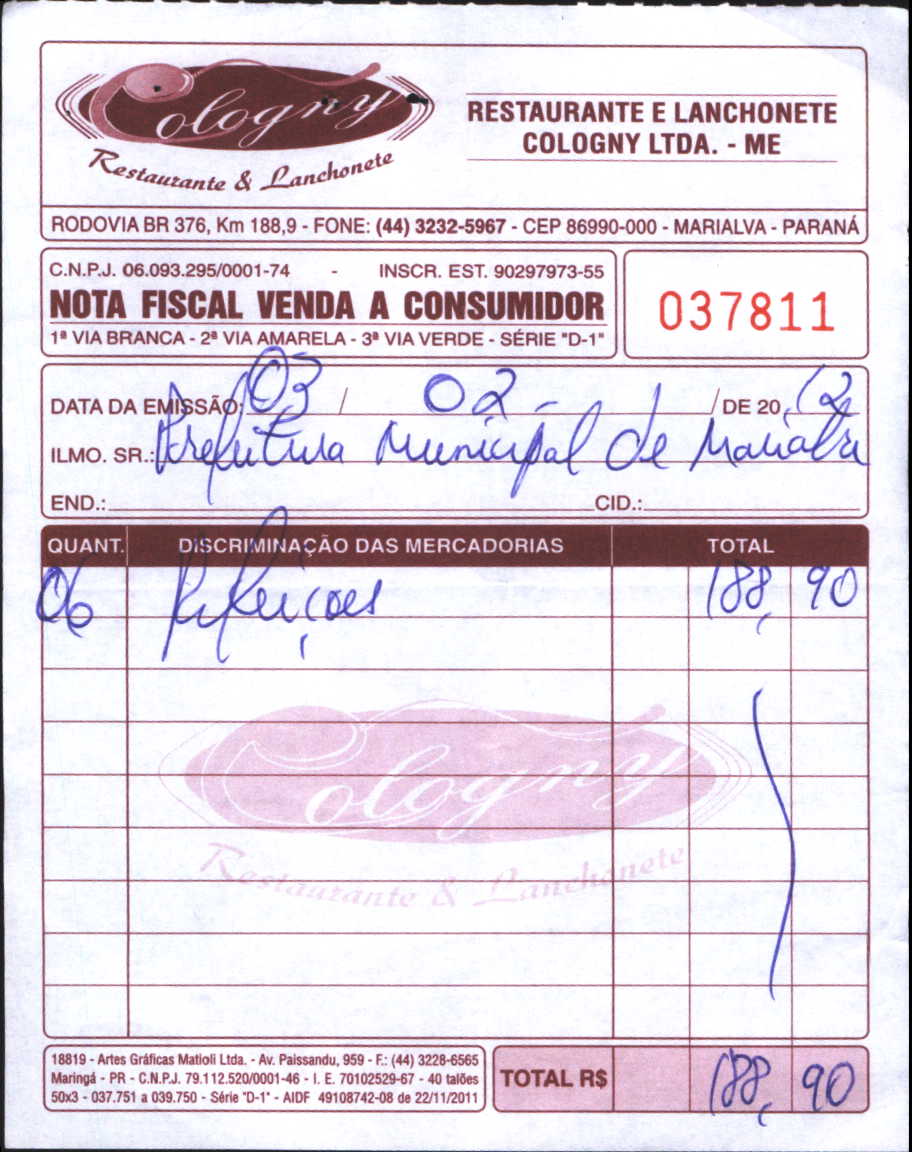 Cologny
Restaurante & Lanchonete
RESTAURANTE E LANCHONETE
COLOGNY LTDA. - ME
RODOVIA BR 376, Km 188,9 - FONE: (44) 3232-5967 - CEP 86990-000 - MARIALVA - PARANÁ
C.N.P.J. 06.093.295/0001-74 - INSCR. EST. 90297973-55
NOTA FISCAL VENDA A CONSUMIDOR
1ª VIA BRANCA - 2ª VIA AMARELA - 3ª VIA VERDE - SÉRIE "D-1"
037811
DATA DA EMISSÃO: 03 / 02 - / DE 20 12
ILMO. SR.: Prefeitura Municipal de Marialva
END.: CID.:
QUANT. DISCRIMINAÇÃO DAS MERCADORIAS TOTAL
06 Refeições 188,90
Cologny
Restaurante & Lanchonete
18819 - Artes Gráficas Matioli Ltda. - Av. Paissandu, 959 - F.: (44) 3228-6565
Maringá - PR - C.N.P.J. 79.112.520/0001-46 - I. E. 70102529-67 - 40 talões
50x3 - 037.751 a 039.750 - Série "D-1" - AIDF 49108742-08 de 22/11/2011
TOTAL R$ 188,90